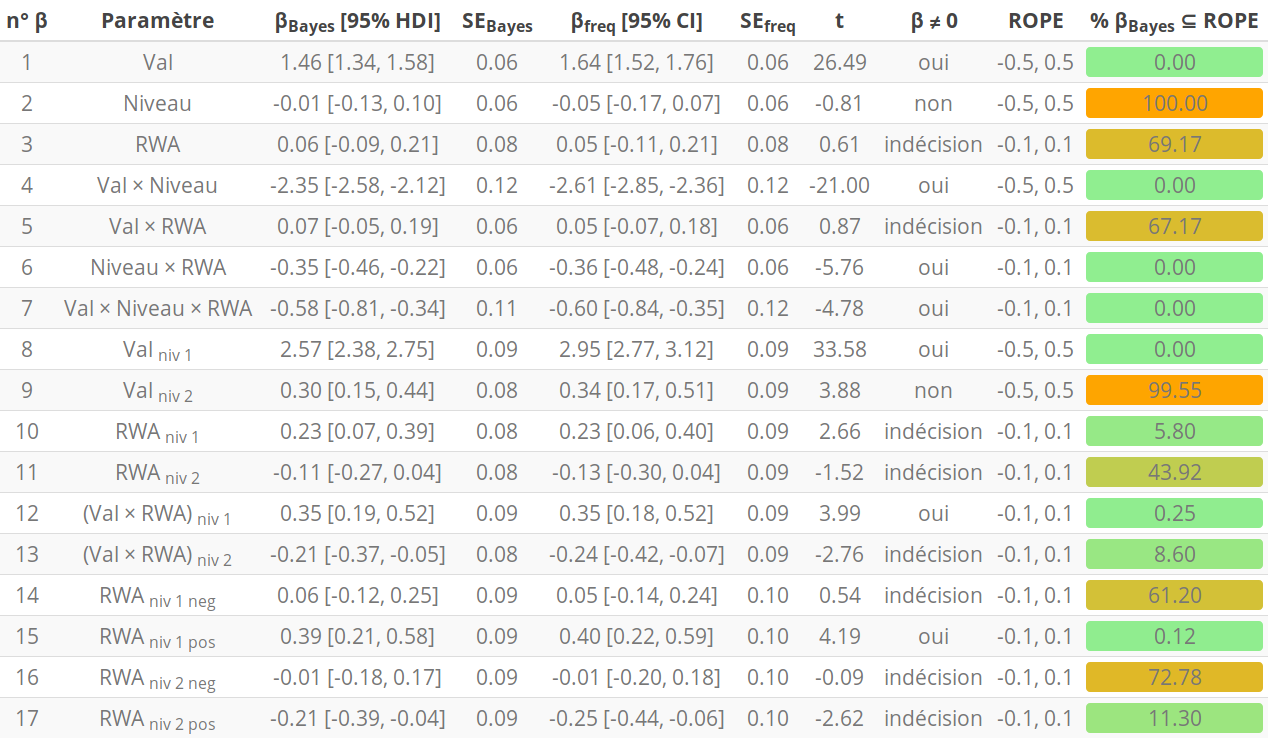 n° β Paramètre βBayes [95% HDI] SEBayes βfreq [95% CI] SEfreq t β ≠ 0 ROPE % βBayes ⊆ ROPE
1 Val 1.46 [1.34, 1.58] 0.06 1.64 [1.52, 1.76] 0.06 26.49 oui -0.5, 0.5 0.00
2 Niveau -0.01 [-0.13, 0.10] 0.06 -0.05 [-0.17, 0.07] 0.06 -0.81 non -0.5, 0.5 100.00
3 RWA 0.06 [-0.09, 0.21] 0.08 0.05 [-0.11, 0.21] 0.08 0.61 indécision -0.1, 0.1 69.17
4 Val × Niveau -2.35 [-2.58, -2.12] 0.12 -2.61 [-2.85, -2.36] 0.12 -21.00 oui -0.5, 0.5 0.00
5 Val × RWA 0.07 [-0.05, 0.19] 0.06 0.05 [-0.07, 0.18] 0.06 0.87 indécision -0.1, 0.1 67.17
6 Niveau × RWA -0.35 [-0.46, -0.22] 0.06 -0.36 [-0.48, -0.24] 0.06 -5.76 oui -0.1, 0.1 0.00
7 Val × Niveau × RWA -0.58 [-0.81, -0.34] 0.11 -0.60 [-0.84, -0.35] 0.12 -4.78 oui -0.1, 0.1 0.00
8 Val niv 1 2.57 [2.38, 2.75] 0.09 2.95 [2.77, 3.12] 0.09 33.58 oui -0.5, 0.5 0.00
9 Val niv 2 0.30 [0.15, 0.44] 0.08 0.34 [0.17, 0.51] 0.09 3.88 non -0.5, 0.5 99.55
10 RWA niv 1 0.23 [0.07, 0.39] 0.08 0.23 [0.06, 0.40] 0.09 2.66 indécision -0.1, 0.1 5.80
11 RWA niv 2 -0.11 [-0.27, 0.04] 0.08 -0.13 [-0.30, 0.04] 0.09 -1.52 indécision -0.1, 0.1 43.92
12 (Val × RWA) niv 1 0.35 [0.19, 0.52] 0.09 0.35 [0.18, 0.52] 0.09 3.99 oui -0.1, 0.1 0.25
13 (Val × RWA) niv 2 -0.21 [-0.37, -0.05] 0.08 -0.24 [-0.42, -0.07] 0.09 -2.76 indécision -0.1, 0.1 8.60
14 RWA niv 1 neg 0.06 [-0.12, 0.25] 0.09 0.05 [-0.14, 0.24] 0.10 0.54 indécision -0.1, 0.1 61.20
15 RWA niv 1 pos 0.39 [0.21, 0.58] 0.09 0.40 [0.22, 0.59] 0.10 4.19 oui -0.1, 0.1 0.12
16 RWA niv 2 neg -0.01 [-0.18, 0.17] 0.09 -0.01 [-0.20, 0.18] 0.10 -0.09 indécision -0.1, 0.1 72.78
17 RWA niv 2 pos -0.21 [-0.39, -0.04] 0.09 -0.25 [-0.44, -0.06] 0.10 -2.62 indécision -0.1, 0.1 11.30